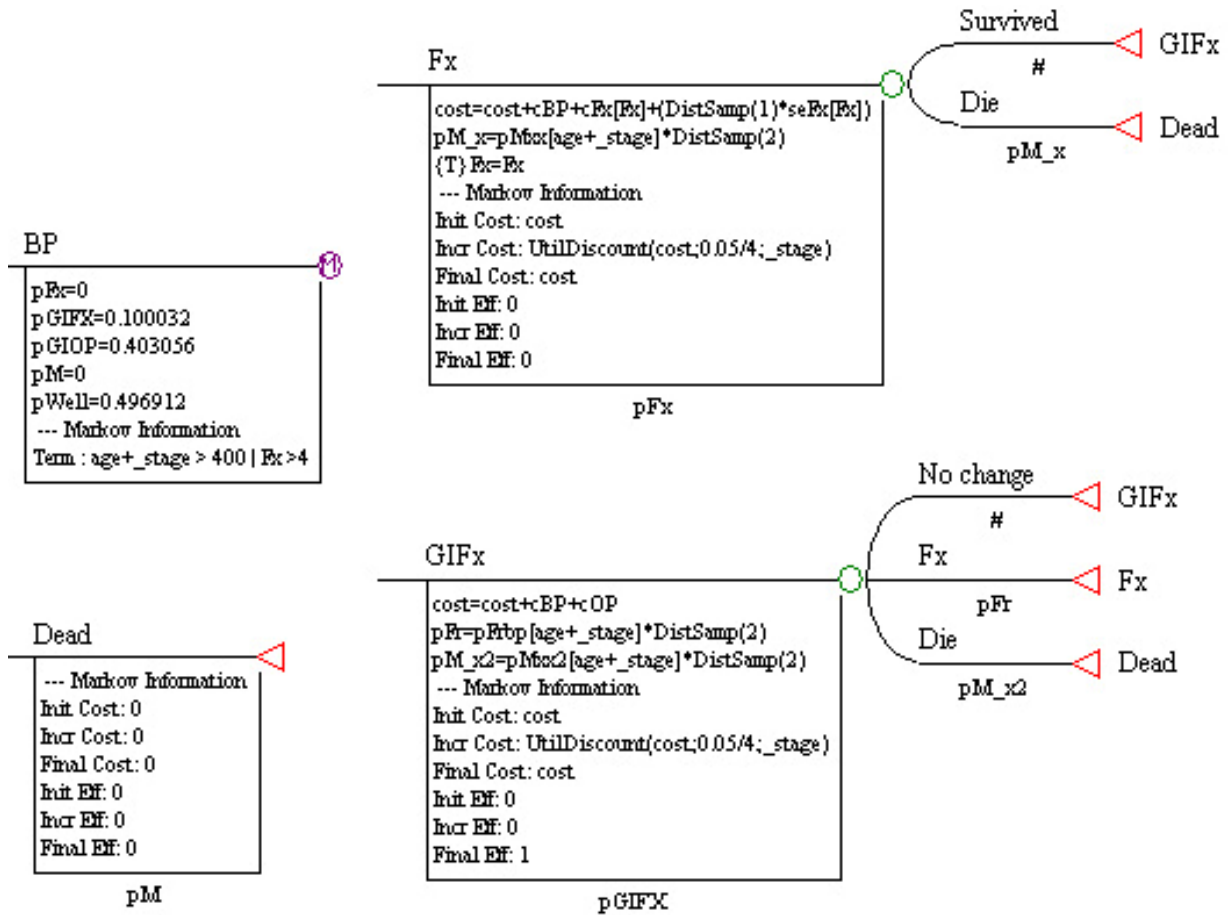 Fx
cost=cost+cBP+cFx[Fx]+(DistSamp(1)*seFx[Fx])
pM_x=pMxx[age+_stage]*DistSamp(2)
{T} Fx=Fx
--- Markov Information
Init Cost: cost
Incr Cost: UtilDiscount(cost;0.05/4;_stage)
Final Cost: cost
Init Eff: 0
Incr Eff: 0
Final Eff: 0
pFx
Survived
#
GIFx
Die
pM_x
Dead
BP
M
pFx=0
pGIFX=0.100032
pGIOP=0.403056
pM=0
pWell=0.496912
--- Markov Information
Term : age+_stage > 400 | Fx >4
Dead
--- Markov Information
Init Cost: 0
Incr Cost: 0
Final Cost: 0
Init Eff: 0
Incr Eff: 0
Final Eff: 0
pM
GIFx
cost=cost+cBP+cOP
pFr=pFrbp[age+_stage]*DistSamp(2)
pM_x2=pMxx2[age+_stage]*DistSamp(2)
--- Markov Information
Init Cost: cost
Incr Cost: UtilDiscount(cost;0.05/4;_stage)
Final Cost: cost
Init Eff: 0
Incr Eff: 0
Final Eff: 1
pGIFX
No change
#
GIFx
Fx
pFr
Fx
Die
pM_x2
Dead